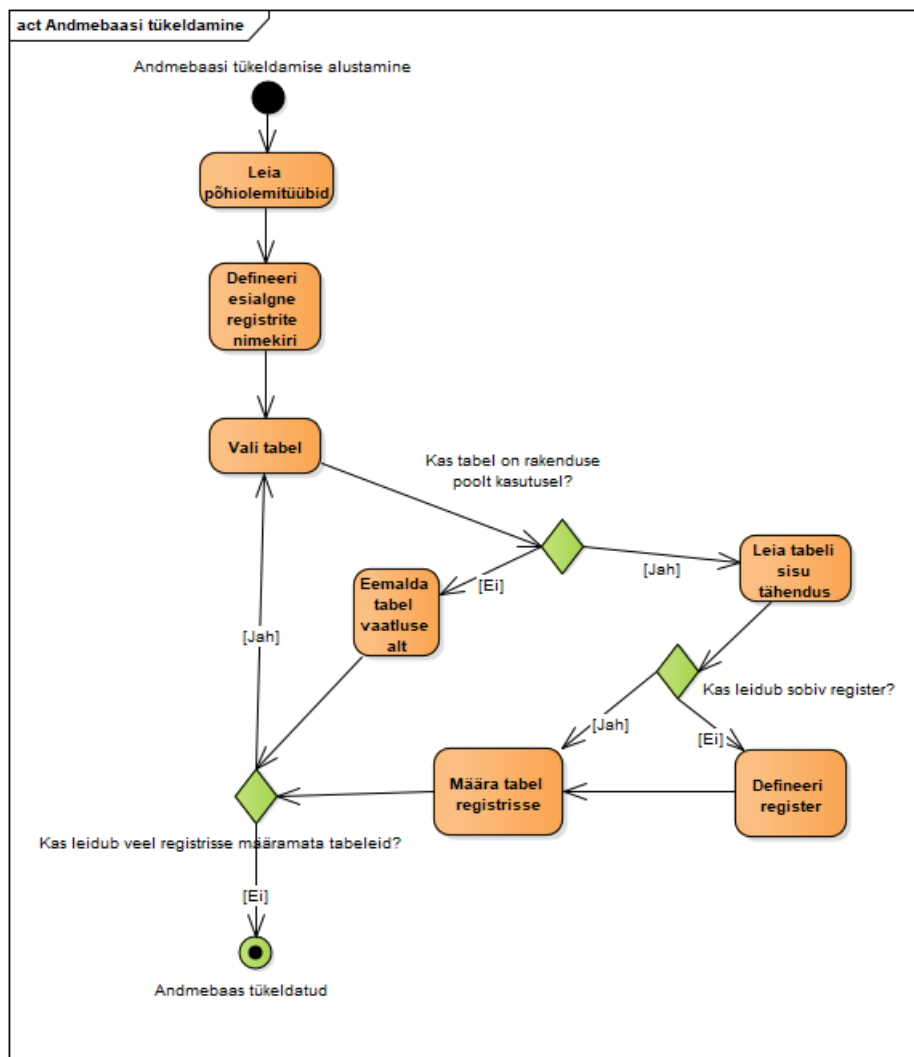 act Andmebaasi tükeldamine
Andmebaasi tükeldamise alustamine
Leia
põhiolemitüübid
Defineeri
esialgne
registrite
nimekiri
Vali tabel
Kas tabel on rakenduse
poolt kasutusel?
[Jah]
Leia tabeli
sisu
tähendus
[Ei]
Eemalda
tabel
vaatluse
alt
[Jah]
Kas leidub sobiv register?
[Jah]
[Ei]
Määra tabel
registrisse
Defineeri
register
Kas leidub veel registrisse määramata tabeleid?
[Ei]
Andmebaas tükeldatud